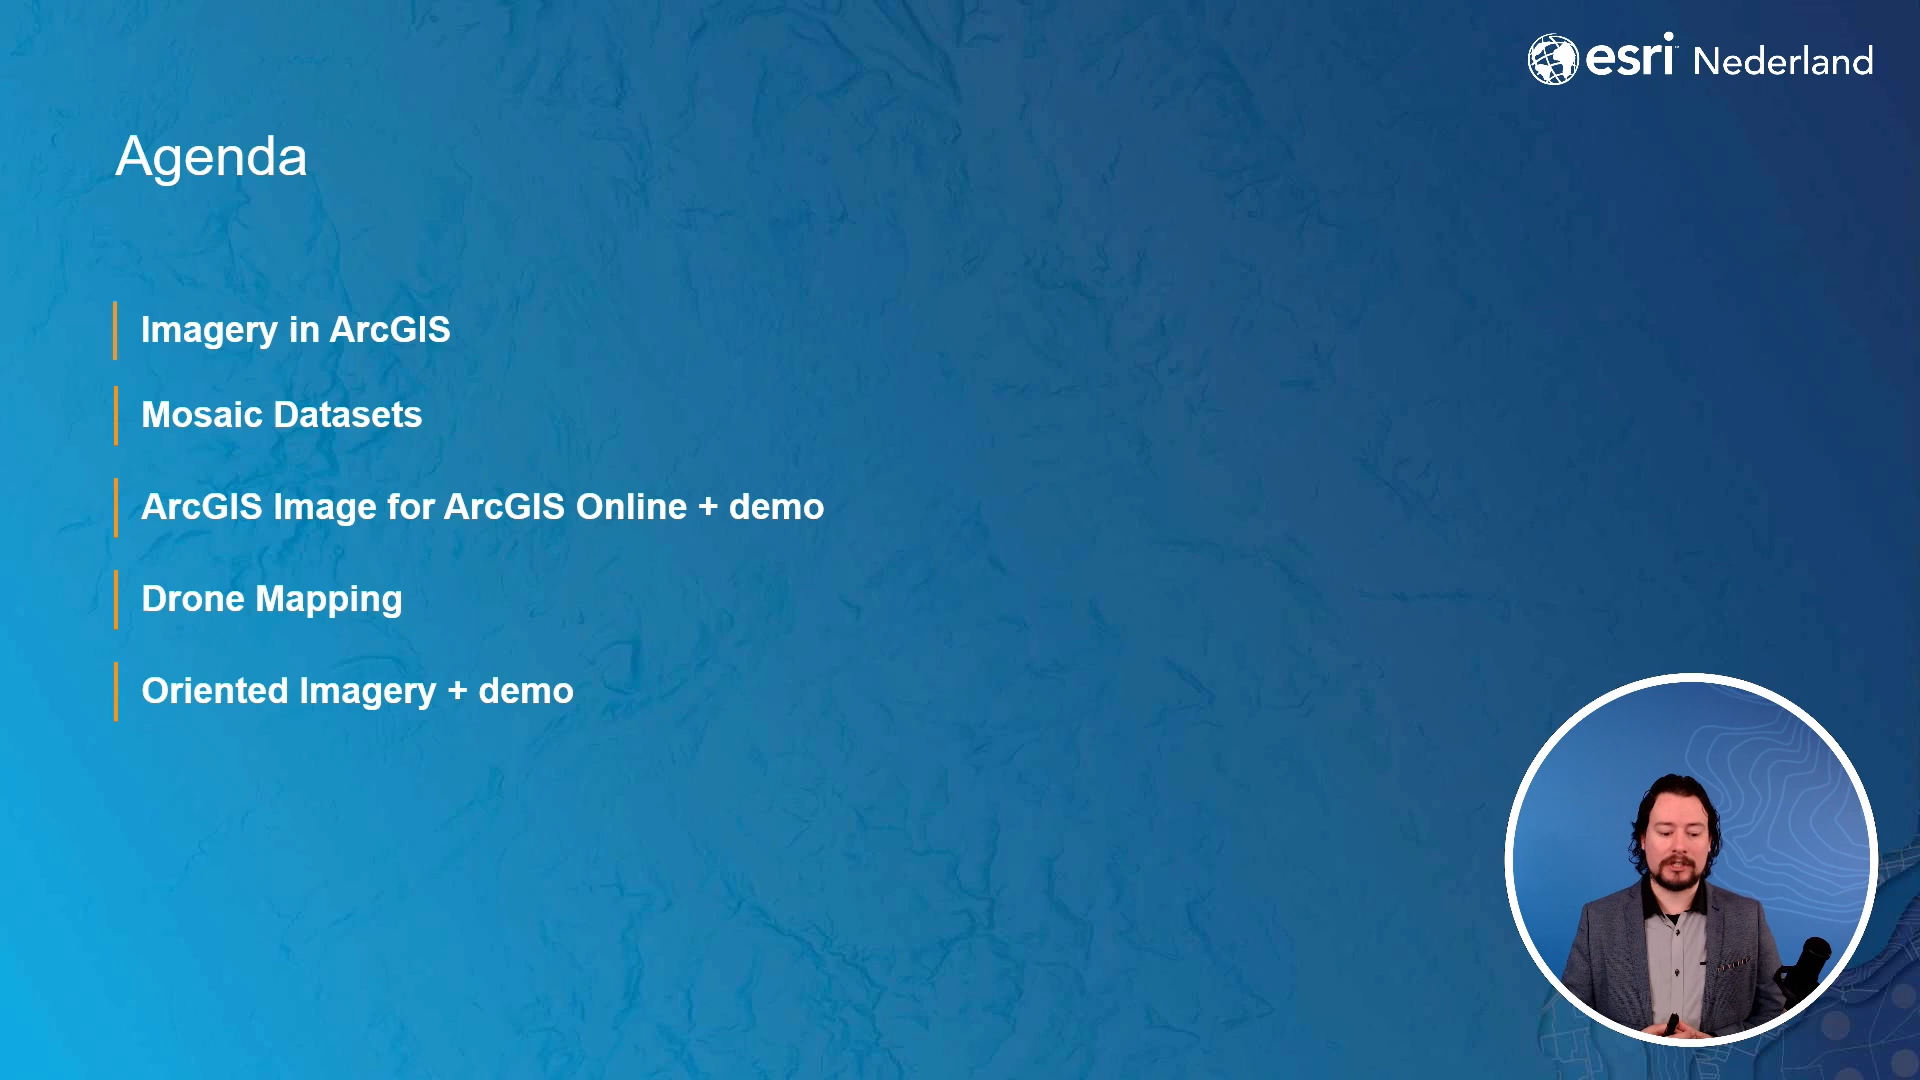 esri Nederland
Agenda
Imagery in ArcGIS
Mosaic Datasets
ArcGIS Image for ArcGIS Online + demo
Drone Mapping
Oriented Imagery + demo